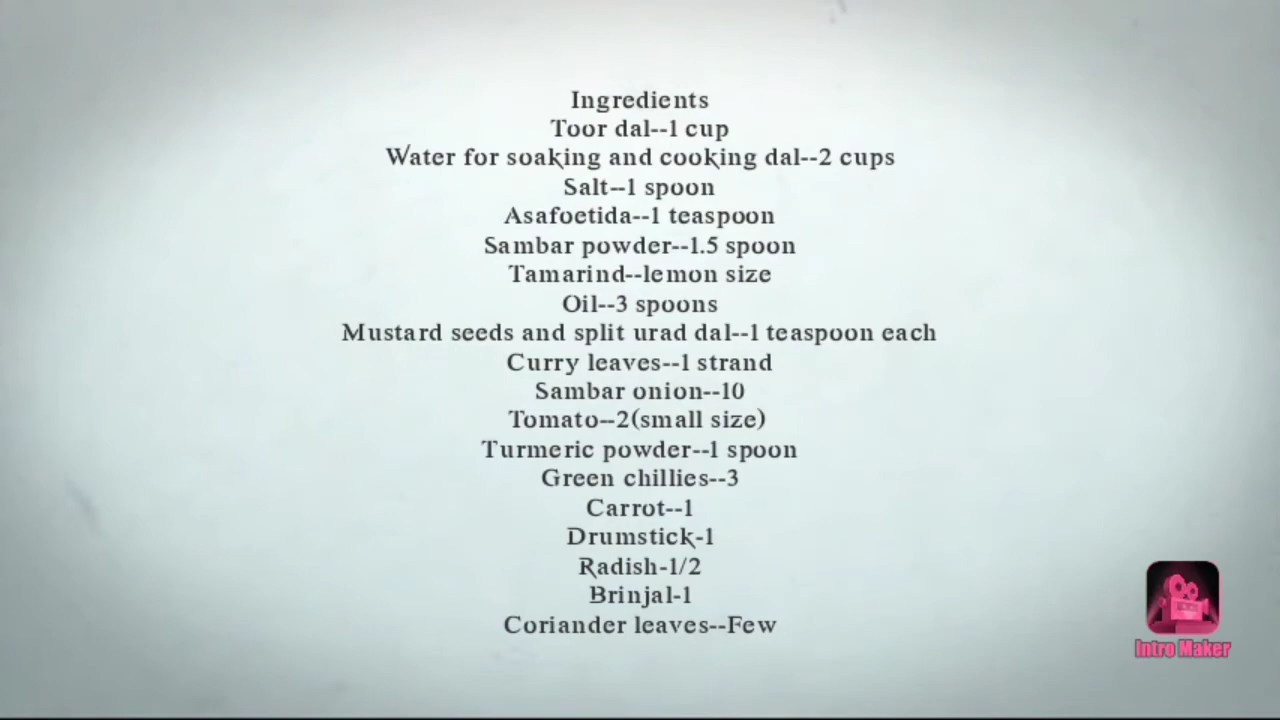 Ingredients
Toor dal--1 cup
Water for soaking and cooking dal--2 cups
Salt--1 spoon
Asafoetida--1 teaspoon
Sambar powder--1.5 spoon
Tamarind--lemon size
Oil--3 spoons
Mustard seeds and split urad dal--1 teaspoon each
Curry leaves--1 strand
Sambar onion--10
Tomato--2(small size)
Turmeric powder--1 spoon
Green chillies--3
Carrot--1
Drumstick-1
Radish-1/2
Brinjal-1
Coriander leaves--Few
Intro Maker